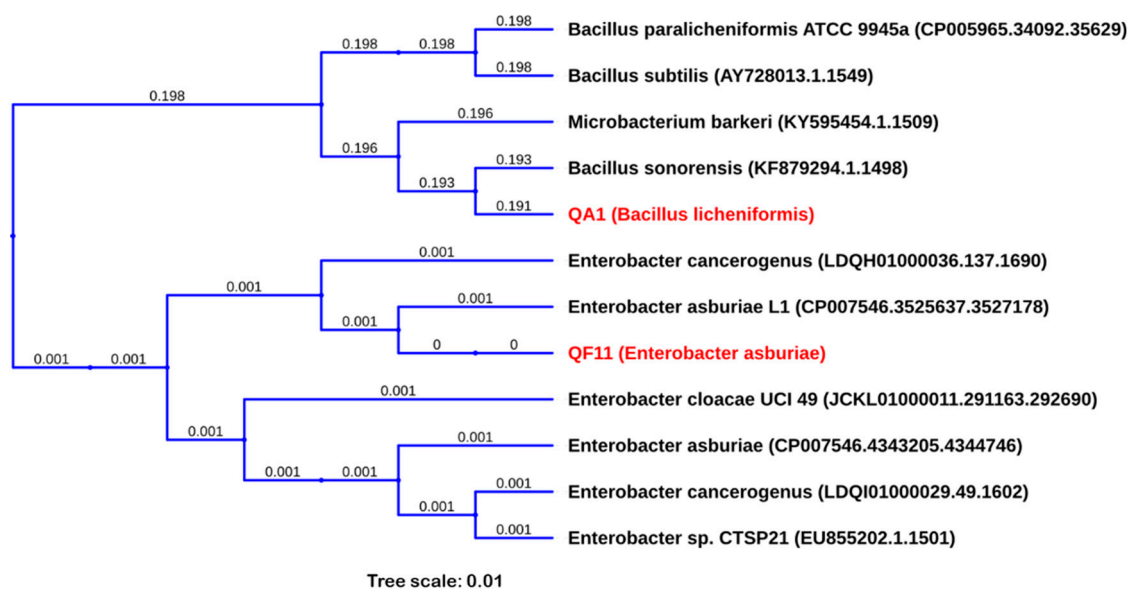 0.198
Bacillus paralicheniformis ATCC 9945a (CP005965.34092.35629)
0.198 0.198
0.198
Bacillus subtilis (AY728013.1.1549)
0.198
0.196
Microbacterium barkeri (KY595454.1.1509)
0.196
0.193
Bacillus sonorensis (KF879294.1.1498)
0.193
0.191
QA1 (Bacillus licheniformis)
0.001
Enterobacter cancerogenus (LDQH01000036.137.1690)
0.001
0.001
Enterobacter asburiae L1 (CP007546.3525637.3527178)
0.001
0 0
QF11 (Enterobacter asburiae)
0.001 0.001
0.001
Enterobacter cloacae UCI 49 (JCKL01000011.291163.292690)
0.001
0.001
Enterobacter asburiae (CP007546.4343205.4344746)
0.001 0.001
0.001
Enterobacter cancerogenus (LDQI01000029.49.1602)
0.001
0.001
Enterobacter sp. CTSP21 (EU855202.1.1501)
Tree scale: 0.01